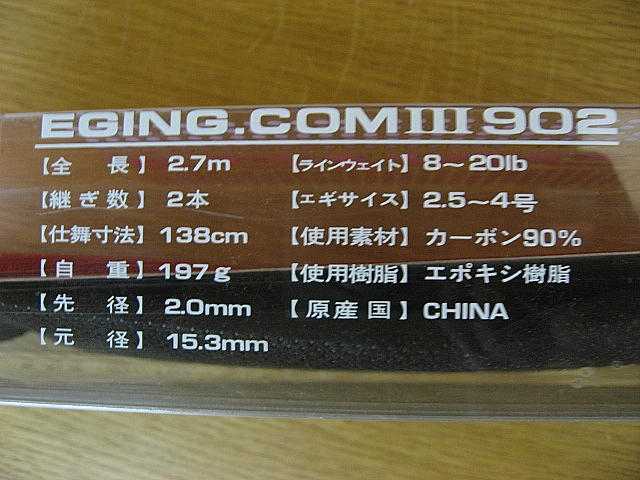 EGING.COMIII 902
【全 長】 2.7m 【ラインウェイト】 8〜20lb
【継ぎ数】 2本 【エギサイズ】 2.5〜4号
【仕舞寸法】 138cm 【使用素材】 カーボン90%
【自 重】 197g 【使用樹脂】 エポキシ樹脂
【先 径】 2.0mm 【原産国】 CHINA
【元 径】 15.3mm